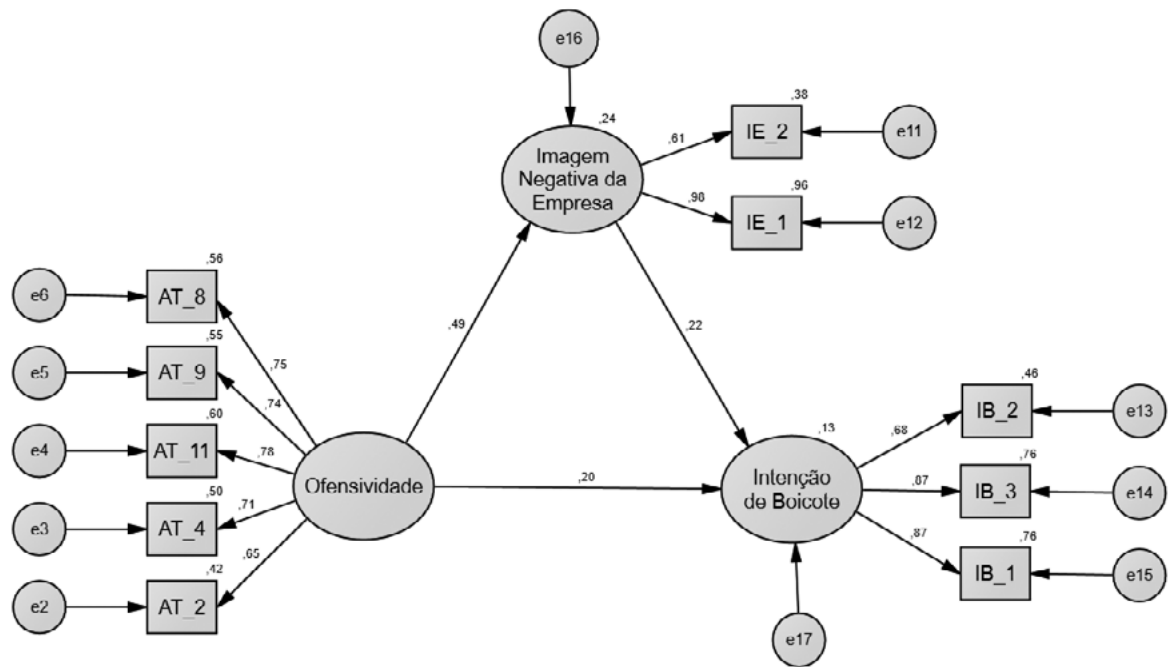 e16
,24
Imagem
Negativa da
Empresa
,61
,38
IE_2
e11
,98
,96
IE_1
e12
e6
,56
AT_8
,75
e5
,55
AT_9
,74
e4
,60
AT_11
,78
e3
,50
AT_4
,71
e2
,42
AT_2
,65
Ofensividade
,49
,22
,20
,13
Intenção
de Boicote
e17
,68
,46
IB_2
e13
,87
,76
IB_3
e14
,87
,76
IB_1
e15